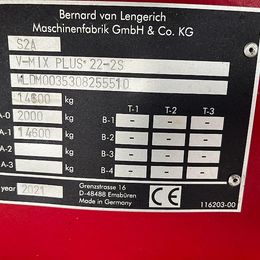 Bernard van Lengerich
Maschinenfabrik GmbH & Co. KG
S2A
V-MIX PLUS 22-2S
WLDM0035308255510
14600 kg
A-0 2000 kg T-1 T-2 T-3
A-1 14600 kg B-1
A-2 kg B-2
A-3 kg B-3
A-4 kg B-4
year 2021
Grenzstrasse 16
D-48488 Emsbüren
Made in Germany
116203-00